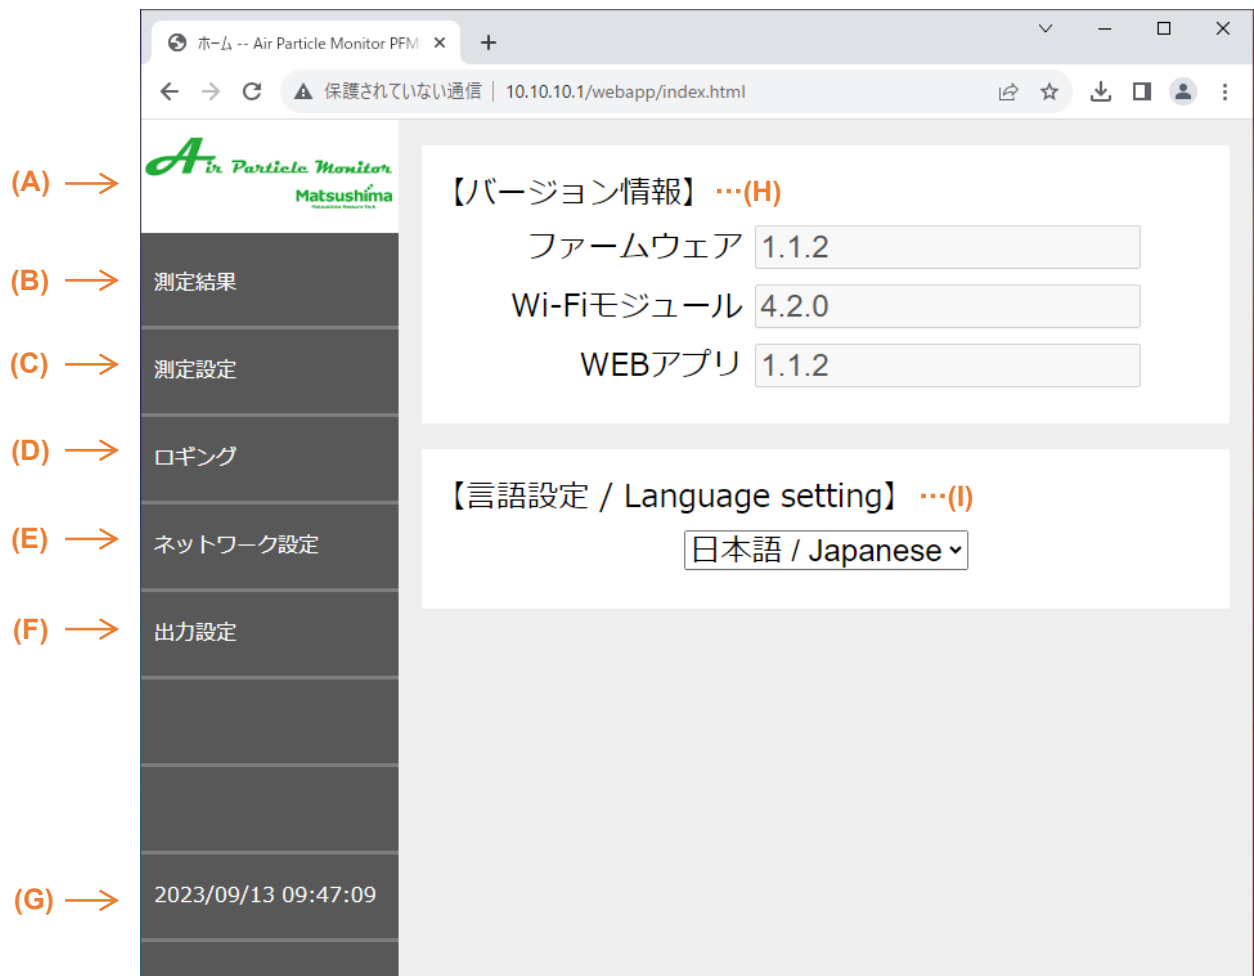 ホーム -- Air Particle Monitor PFM
保護されていない通信 | 10.10.10.1/webapp/index.html
(A)
Air Particle Monitor
Matsushima
Matsushima Measure Tech
(B)
測定結果
(C)
測定設定
(D)
ロギング
(E)
ネットワーク設定
(F)
出力設定
(G)
2023/09/13 09:47:09
【バージョン情報】 …(H)
ファームウェア 1.1.2
Wi-Fiモジュール 4.2.0
WEBアプリ 1.1.2
【言語設定 / Language setting】 …(I)
日本語 / Japanese